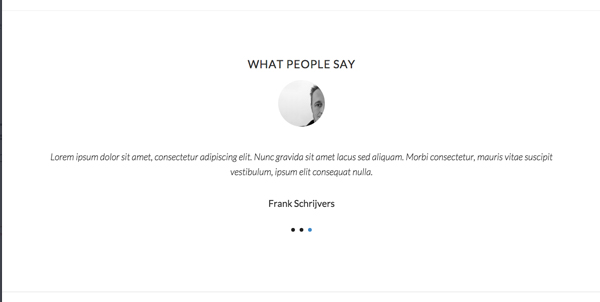 WHAT PEOPLE SAY
Lorem ipsum dolor sit amet, consectetur adipiscing elit. Nunc gravida sit amet lacus sed aliquam. Morbi consectetur, mauris vitae suscipit
vestibulum, ipsum elit consequat nulla.
Frank Schrijvers